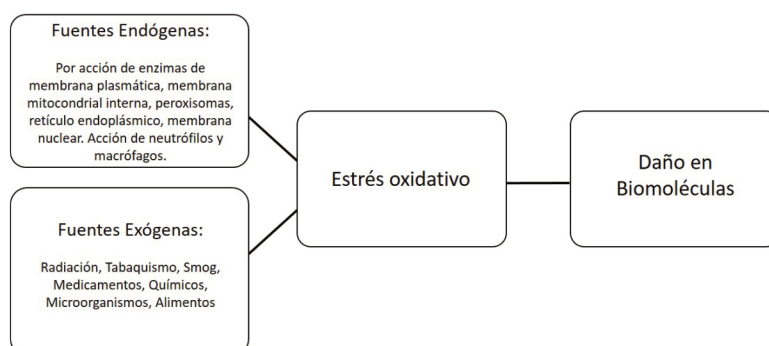 Fuentes Endógenas:
Por acción de enzimas de
membrana plasmática, membrana
mitocondrial interna, peroxisomas,
retículo endoplásmico, membrana
nuclear. Acción de neutrófilos y
macrófagos.
Fuentes Exógenas:
Radiación, Tabaquismo, Smog,
Medicamentos, Químicos,
Microorganismos, Alimentos
Estrés oxidativo
Daño en
Biomoléculas